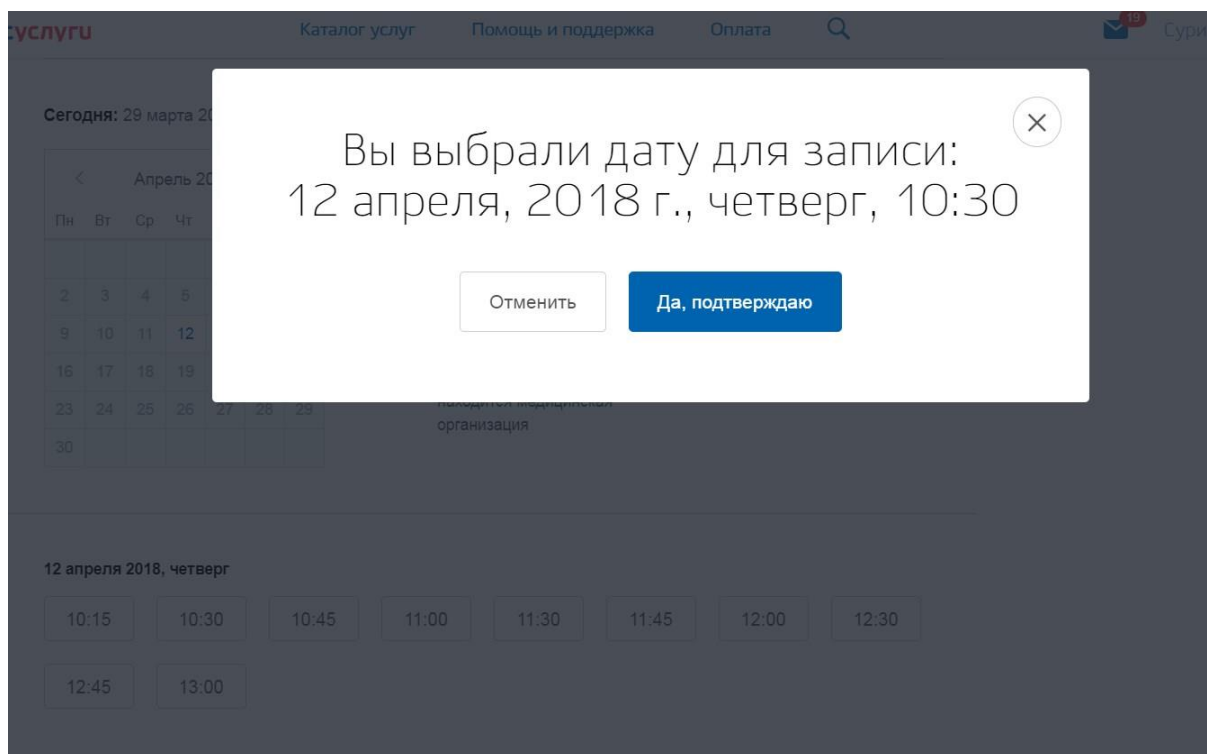 услуги Каталог услуг Помощь и поддержка Оплата 19 Сури
Сегодня: 29 марта 20
Вы выбрали дату для записи:
12 апреля, 2018 г., четверг, 10:30
Отменить Да, подтверждаю
Апрель 20
Пн Вт Ср Чт
2 3 4 5
9 10 11 12
16 17 18 19
23 24 25 26 27 28 29
30
находится медицинская
организация
12 апреля 2018, четверг
10:15 10:30 10:45 11:00 11:30 11:45 12:00 12:30
12:45 13:00